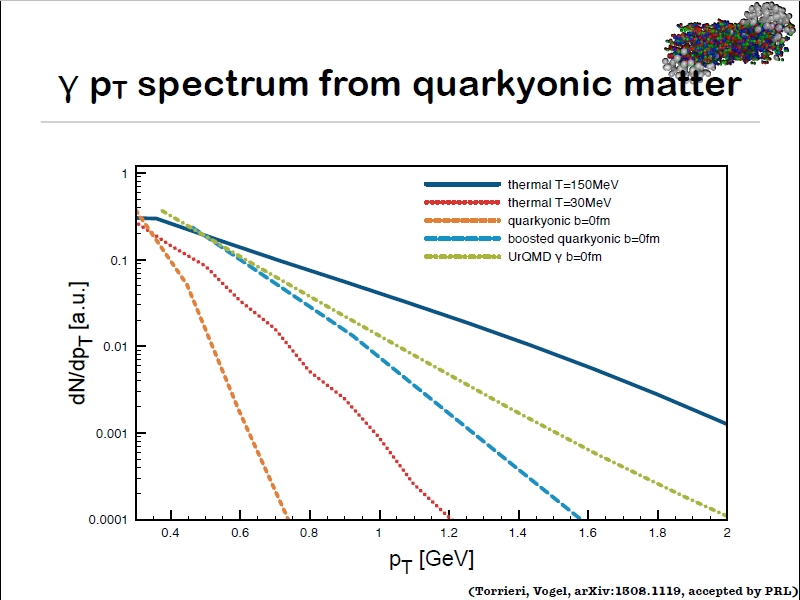 γ pT spectrum from quarkyonic matter
thermal T=150MeV
thermal T=30MeV
quarkyonic b=0fm
boosted quarkyonic b=0fm
UrQMD γ b=0fm
1
0.1
0.01
0.001
0.0001
dN/dpT [a.u.]
0.4 0.6 0.8 1 1.2 1.4 1.6 1.8 2
pT [GeV]
(Torrieri, Vogel, arXiv:1308.1119, accepted by PRL)